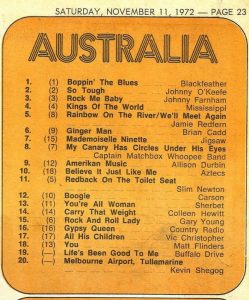 SATURDAY, NOVEMBER 11, 1972 — PAGE 23
AUSTRALIA
1. (1) Boppin' The Blues Blackfeather
2. (2) So Tough Johnny O'Keefe
3. (3) Rock Me Baby Johnny Farnham
4. (4) Kings Of The World Mississippi
5. (8) Rainbow On The River/We'll Meet Again
Jamie Redfern
6. (9) Ginger Man Brian Cadd
7. (15) Mademoiselle Ninette Jigsaw
8. (7) My Canary Has Circles Under His Eyes
Captain Matchbox Whoopee Band
9. (12) Amerikan Music Allison Durbin
10. (16) Believe It Just Like Me Aztecs
11. (5) Redback On The Toilet Seat
Slim Newton
12. (10) Boogie Carson
13. (11) You're All Woman Sherbet
14. (14) Carry That Weight Colleen Hewitt
15. (6) Rock And Roll Lady Gary Young
16. (16) Gypsy Queen Country Radio
17. (17) All His Children Vic Christopher
18. (13) You Matt Flinders
19. (—) Life's Been Good To Me Buffalo Drive
20. (—) Melbourne Airport, Tullamarine
Kevin Shegog